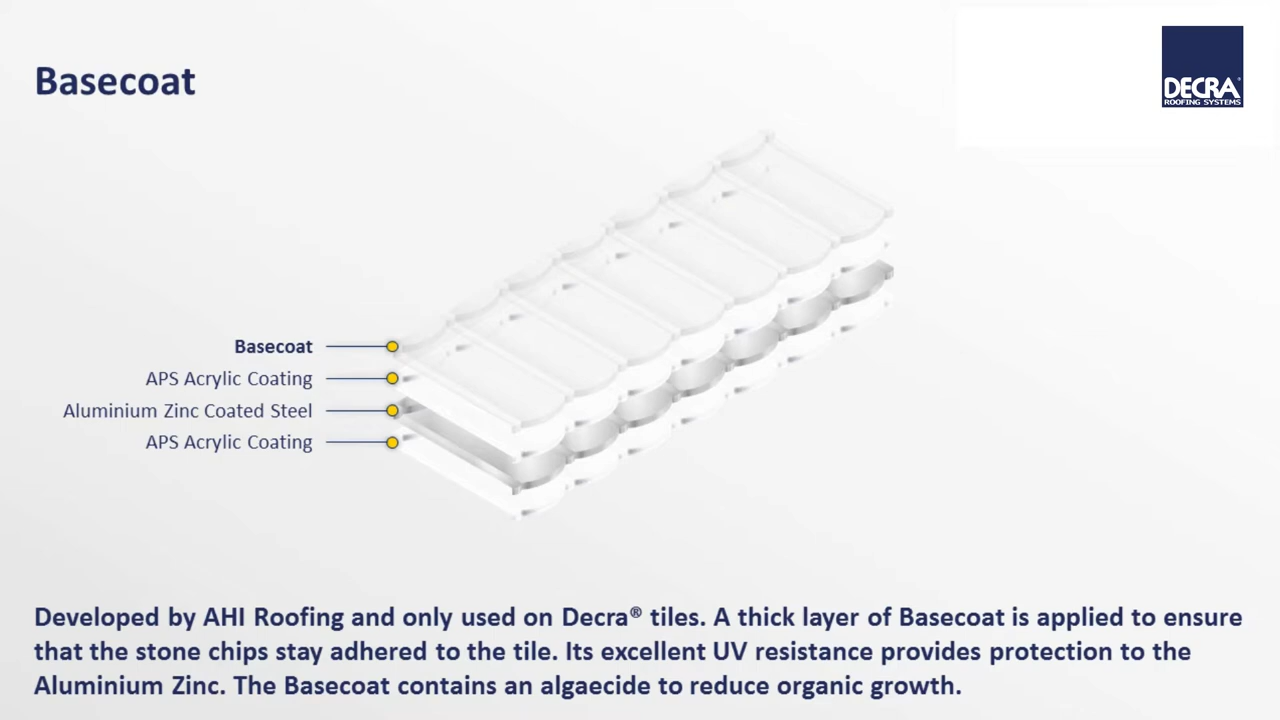 Basecoat
DECRA®
ROOFING SYSTEMS
Basecoat
APS Acrylic Coating
Aluminium Zinc Coated Steel
APS Acrylic Coating
Developed by AHI Roofing and only used on Decra® tiles. A thick layer of Basecoat is applied to ensure
that the stone chips stay adhered to the tile. Its excellent UV resistance provides protection to the
Aluminium Zinc. The Basecoat contains an algaecide to reduce organic growth.